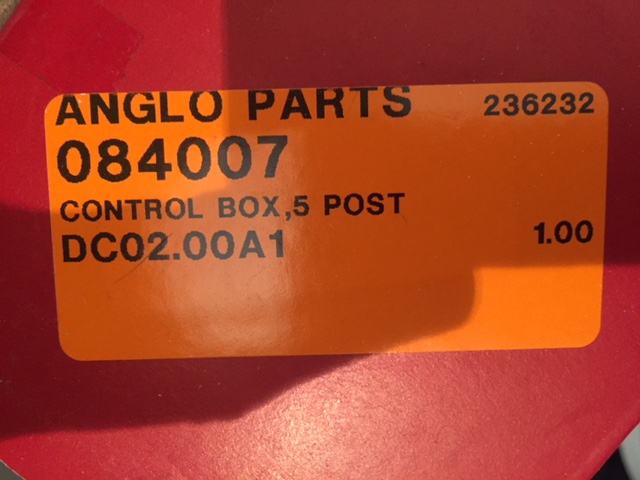 ANGLO PARTS 236232
084007
CONTROL BOX,5 POST
DC02.00A1 1.00